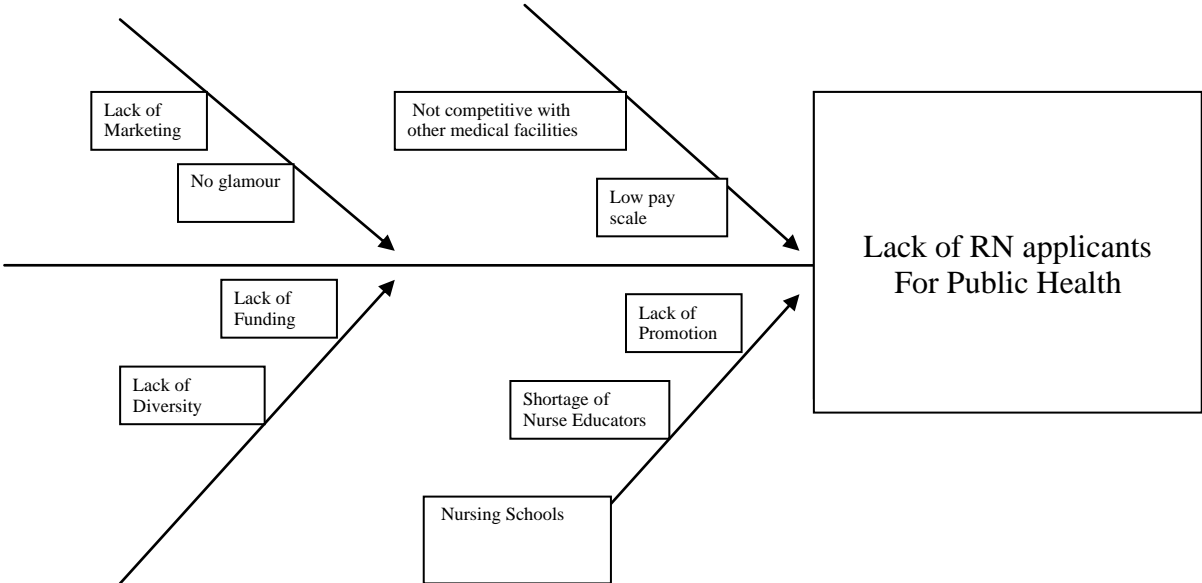 Lack of
Marketing
No glamour
Not competitive with
other medical facilities
Low pay
scale
Lack of RN applicants
For Public Health
Lack of
Funding
Lack of
Diversity
Lack of
Promotion
Shortage of
Nurse Educators
Nursing Schools